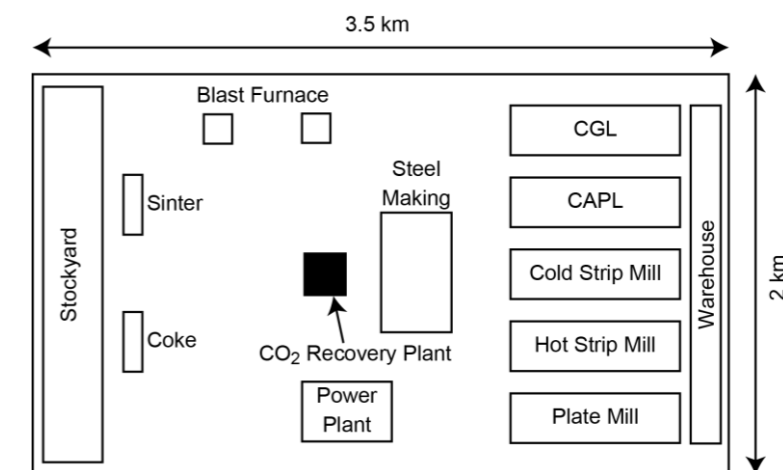 3.5 km
Blast Furnace
CGL
Steel
Making
Sinter
CAPL
Stockyard
Warehouse
Cold Strip Mill
2 km
Coke
CO₂ Recovery Plant
Hot Strip Mill
Power
Plant
Plate Mill